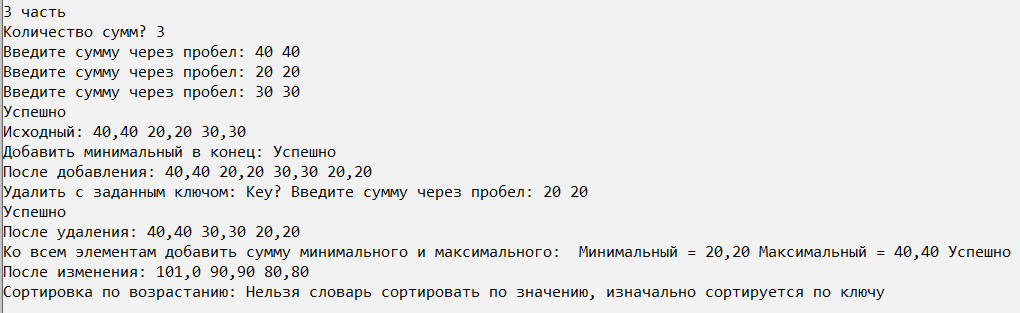 3 часть
Количество сумм? 3
Введите сумму через пробел: 40 40
Введите сумму через пробел: 20 20
Введите сумму через пробел: 30 30
Успешно
Исходный: 40,40 20,20 30,30
Добавить минимальный в конец: Успешно
После добавления: 40,40 20,20 30,30 20,20
Удалить с заданным ключом: Key? Введите сумму через пробел: 20 20
Успешно
После удаления: 40,40 30,30 20,20
Ко всем элементам добавить сумму минимального и максимального:  Минимальный = 20,20 Максимальный = 40,40 Успешно
После изменения: 101,0 90,90 80,80
Сортировка по возрастанию: Нельзя словарь сортировать по значению, изначально сортируется по ключу